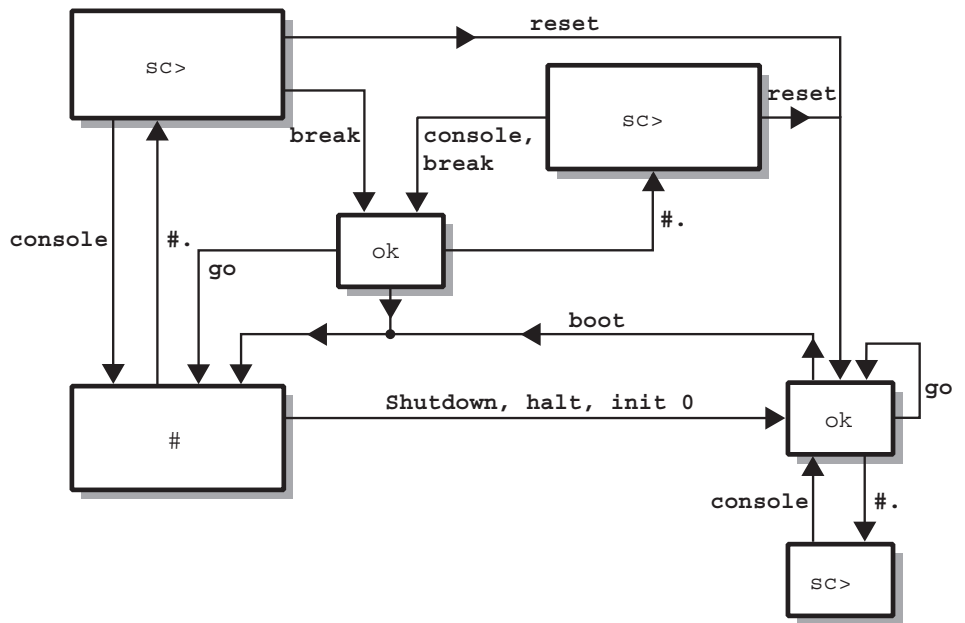 reset
sc>
reset
sc>
break
console,
break
console
#.
#.
ok
go
boot
go
Shutdown, halt, init 0
ok
#
console
#.
sc>